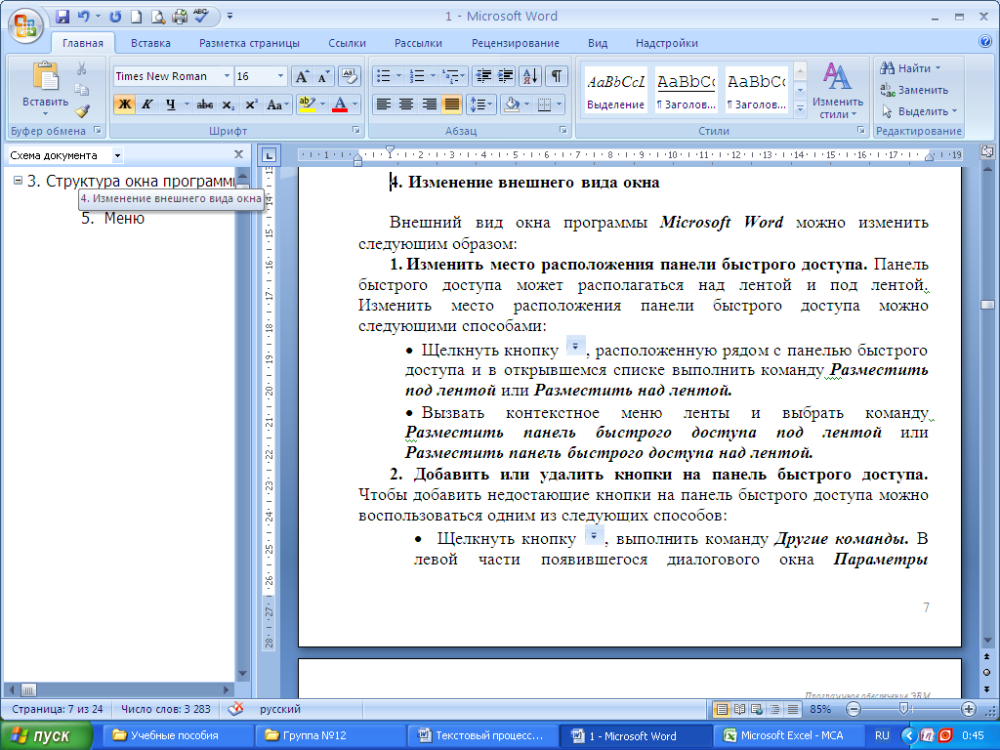 1 - Microsoft Word
Главная Вставка Разметка страницы Ссылки Рассылки Рецензирование Вид Надстройки
Вставить
Буфер обмена
Times New Roman 16
Ж К Ч abc x₂ x² Aa ab A
Шрифт
Абзац
AaBbCcI AaBbCc AaBbCc
Выделение ¶ Заголов... ¶ Заголов...
Изменить стили
Стили
Найти
Заменить
Выделить
Редактирование
Схема документа
3. Структура окна программы
4. Изменение внешнего вида окна
5. Меню
4. Изменение внешнего вида окна
Внешний вид окна программы Microsoft Word можно изменить
следующим образом:
1. Изменить место расположения панели быстрого доступа. Панель
быстрого доступа может располагаться над лентой и под лентой.
Изменить место расположения панели быстрого доступа можно
следующими способами:
• Щелкнуть кнопку , расположенную рядом с панелью быстрого
доступа и в открывшемся списке выполнить команду Разместить
под лентой или Разместить над лентой.
• Вызвать контекстное меню ленты и выбрать команду
Разместить панель быстрого доступа под лентой или
Разместить панель быстрого доступа над лентой.
2. Добавить или удалить кнопки на панель быстрого доступа.
Чтобы добавить недостающие кнопки на панель быстрого доступа можно
воспользоваться одним из следующих способов:
• Щелкнуть кнопку , выполнить команду Другие команды. В
левой части появившегося диалогового окна Параметры
7
Программное обеспечение ЭВМ
Страница: 7 из 24 Число слов: 3 283 русский 85%
пуск Учебные пособия Группа №12 Текстовый процесс... 1 - Microsoft Word Microsoft Excel - МСА RU 0:45